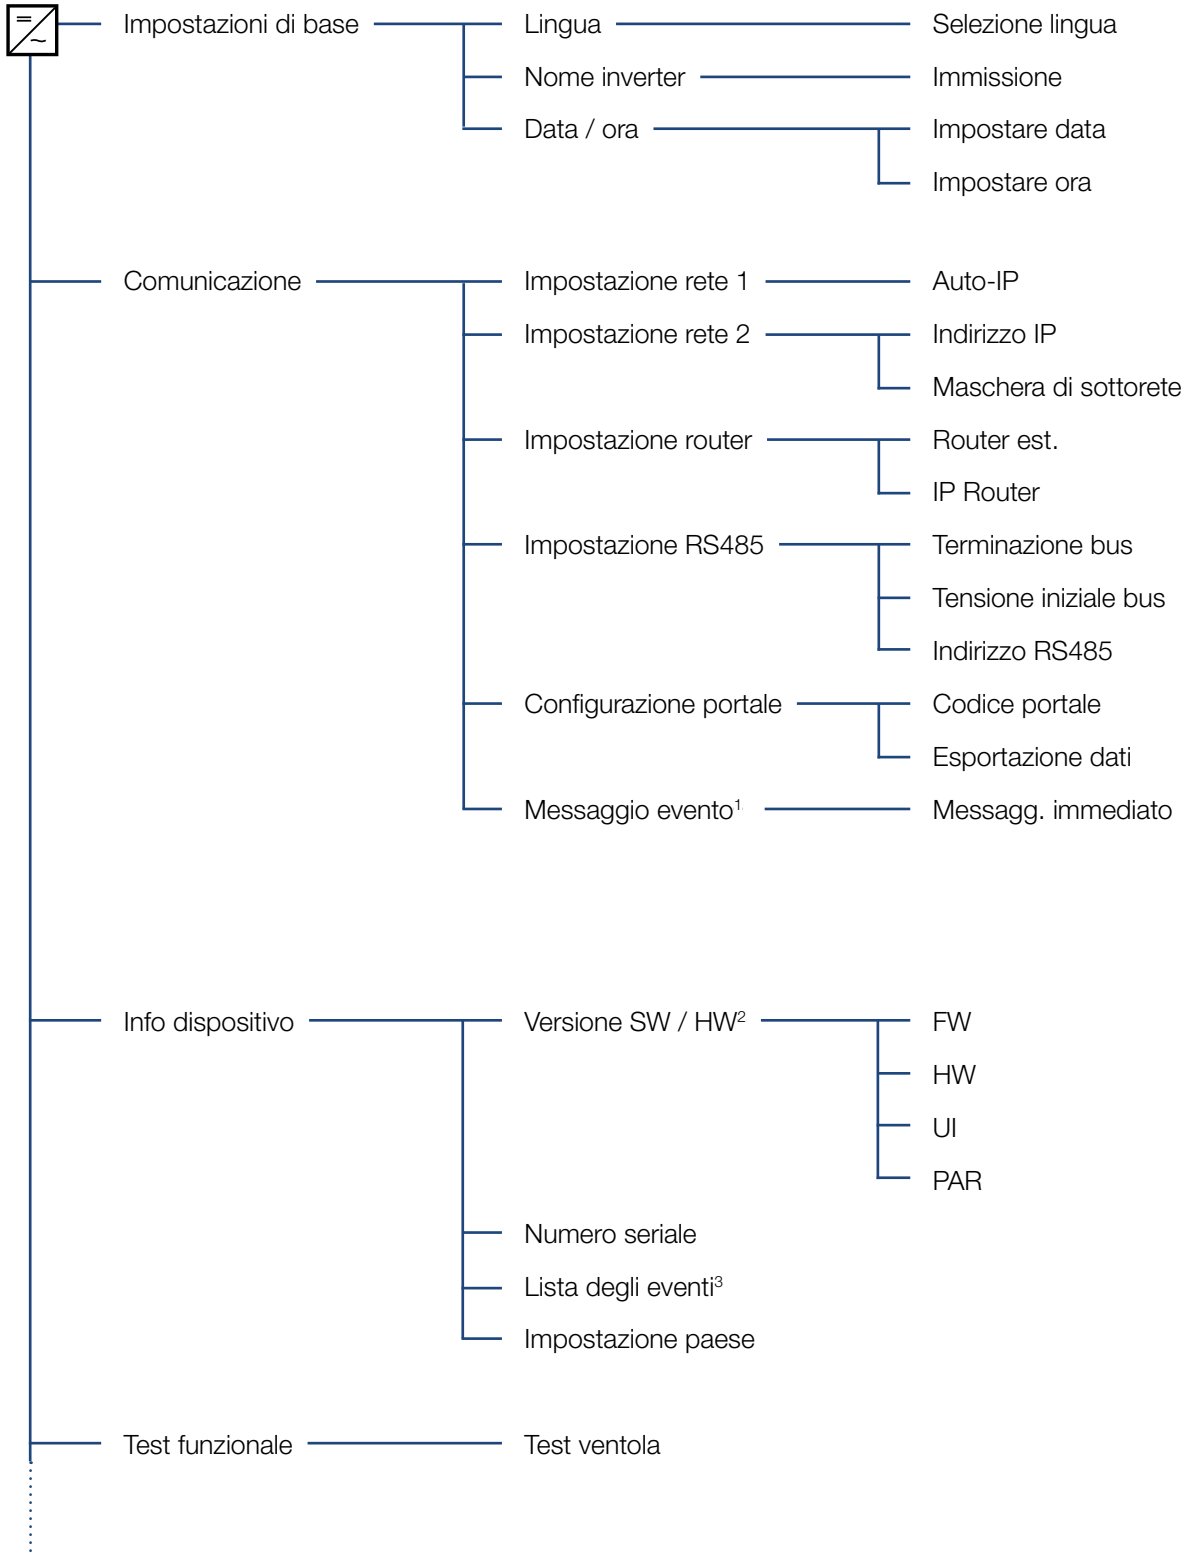 Impostazioni di base Lingua Selezione lingua
Nome inverter Immissione
Data / ora Impostare data
Impostare ora
Comunicazione Impostazione rete 1 Auto-IP
Impostazione rete 2 Indirizzo IP
Maschera di sottorete
Impostazione router Router est.
IP Router
Impostazione RS485 Terminazione bus
Tensione iniziale bus
Indirizzo RS485
Configurazione portale Codice portale
Esportazione dati
Messaggio evento¹ Messagg. immediato
Info dispositivo Versione SW / HW² FW
HW
UI
PAR
Numero seriale
Lista degli eventi³
Impostazione paese
Test funzionale Test ventola